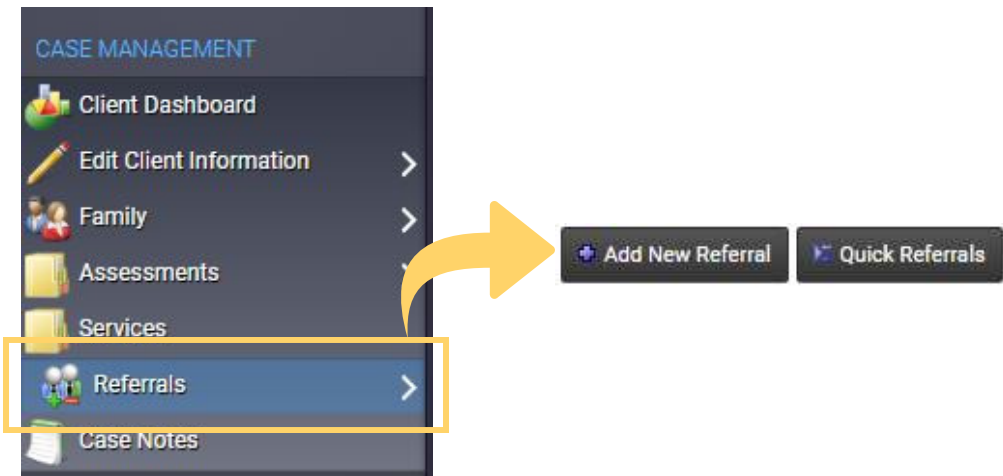 CASE MANAGEMENT
Client Dashboard
Edit Client Information
Family
Assessments
Services
Referrals
Case Notes
Add New Referral
Quick Referrals